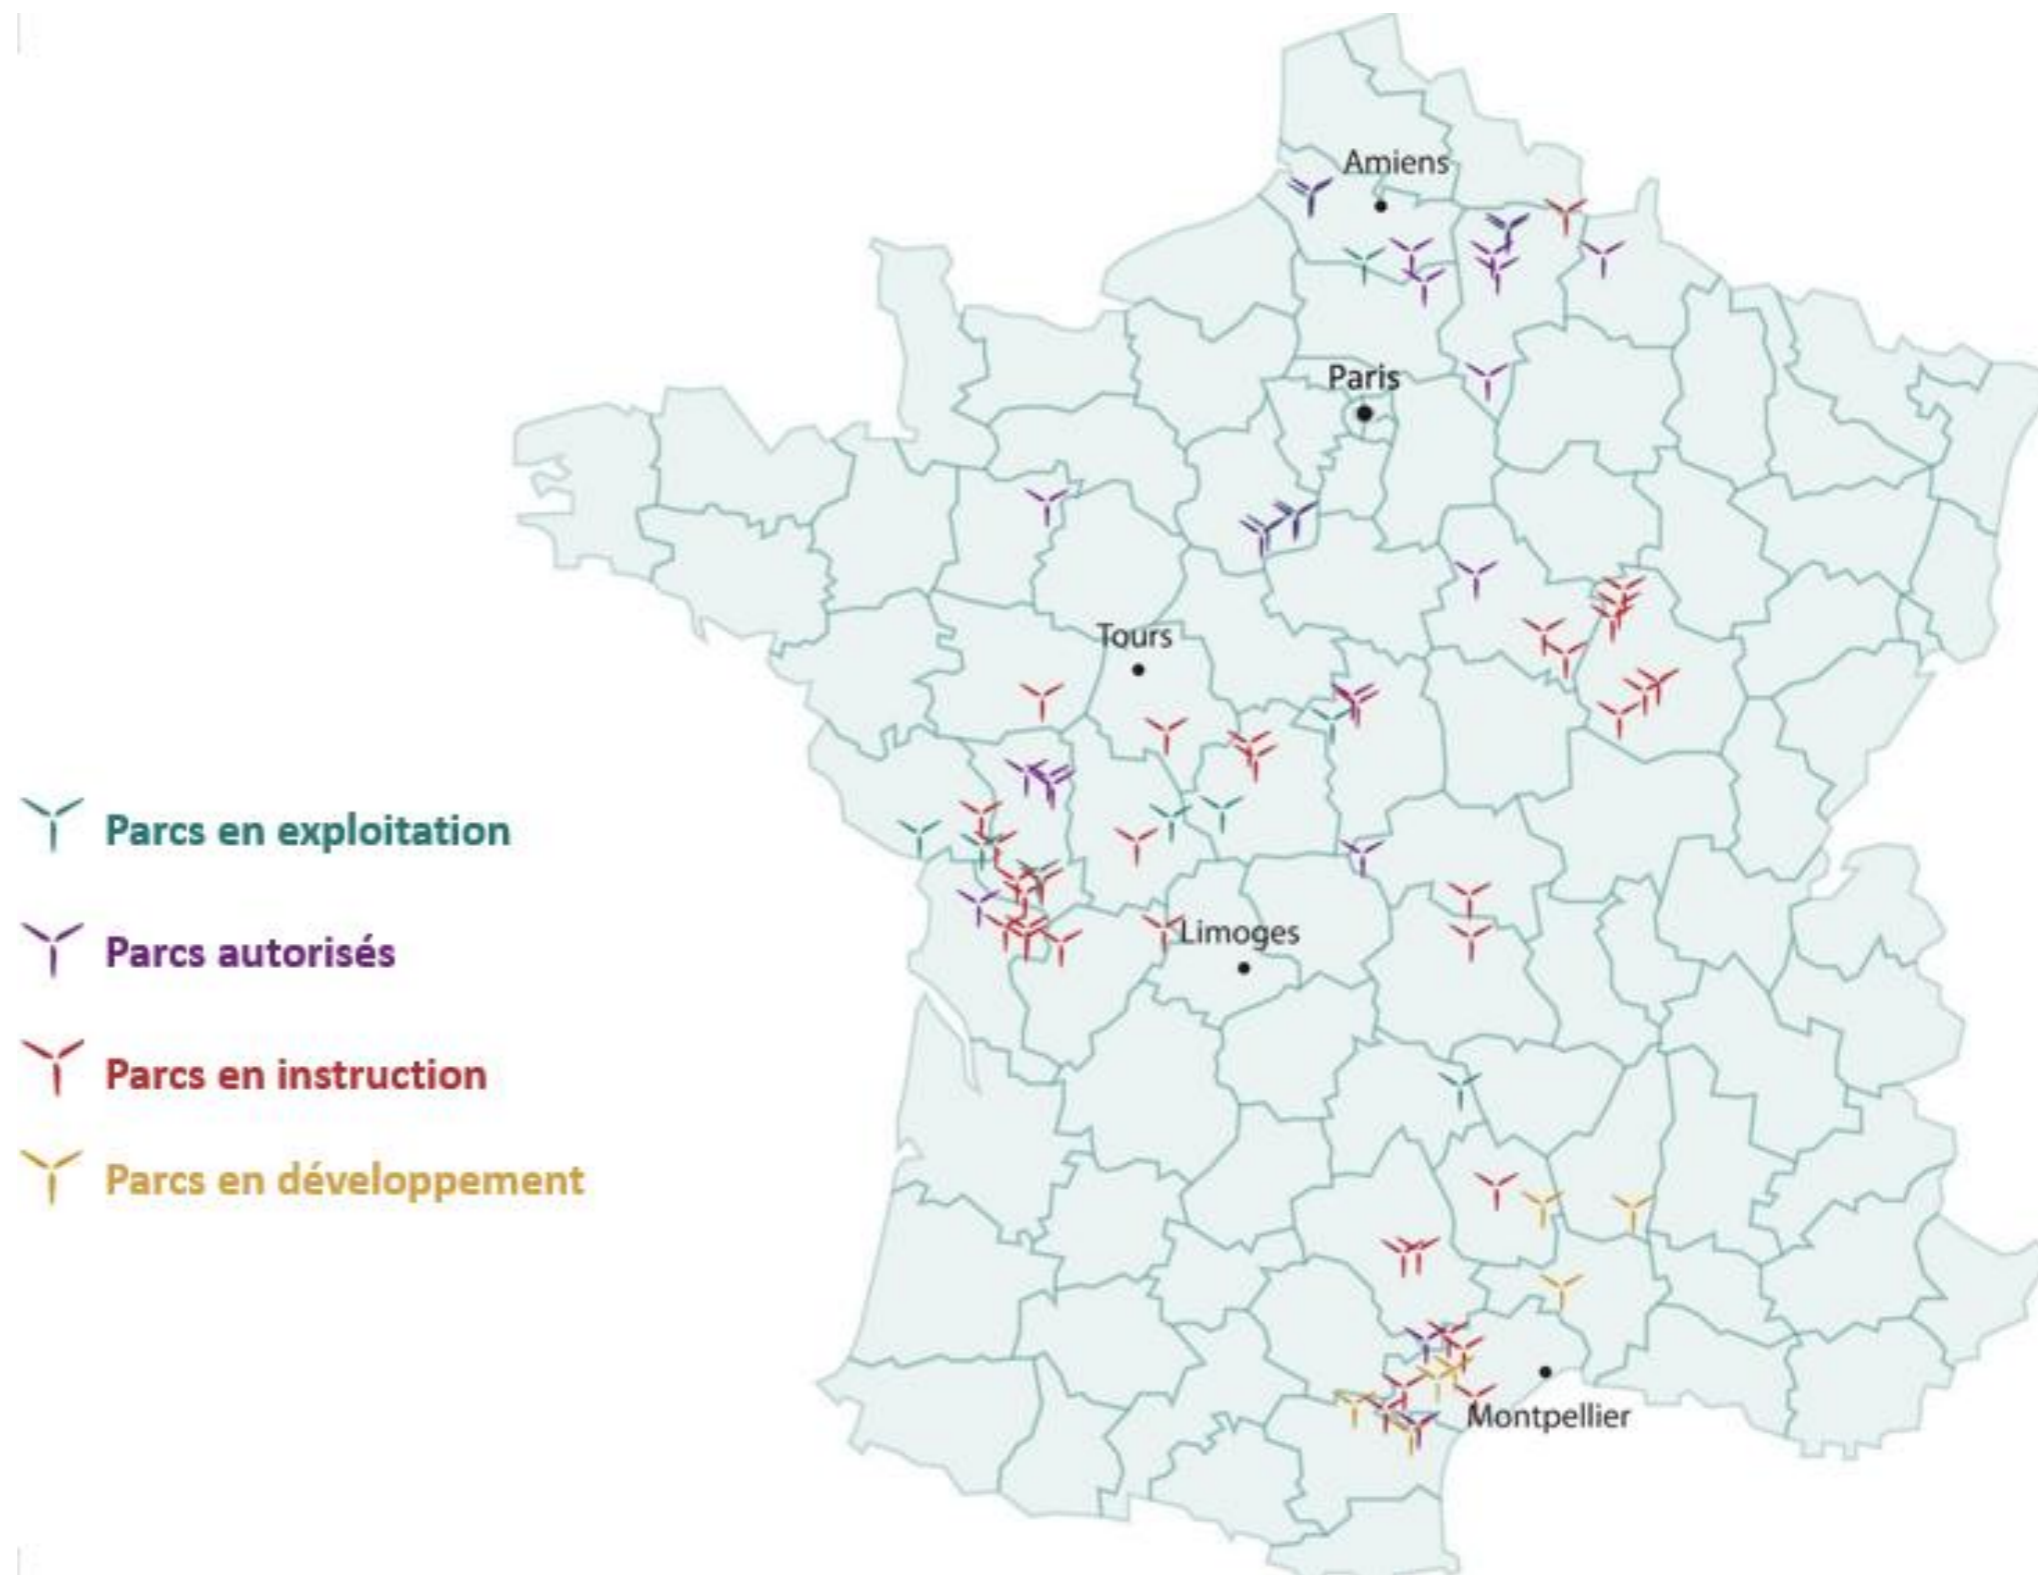 Amiens
Paris
Tours
Limoges
Montpellier
Parcs en exploitation
Parcs autorisés
Parcs en instruction
Parcs en développement